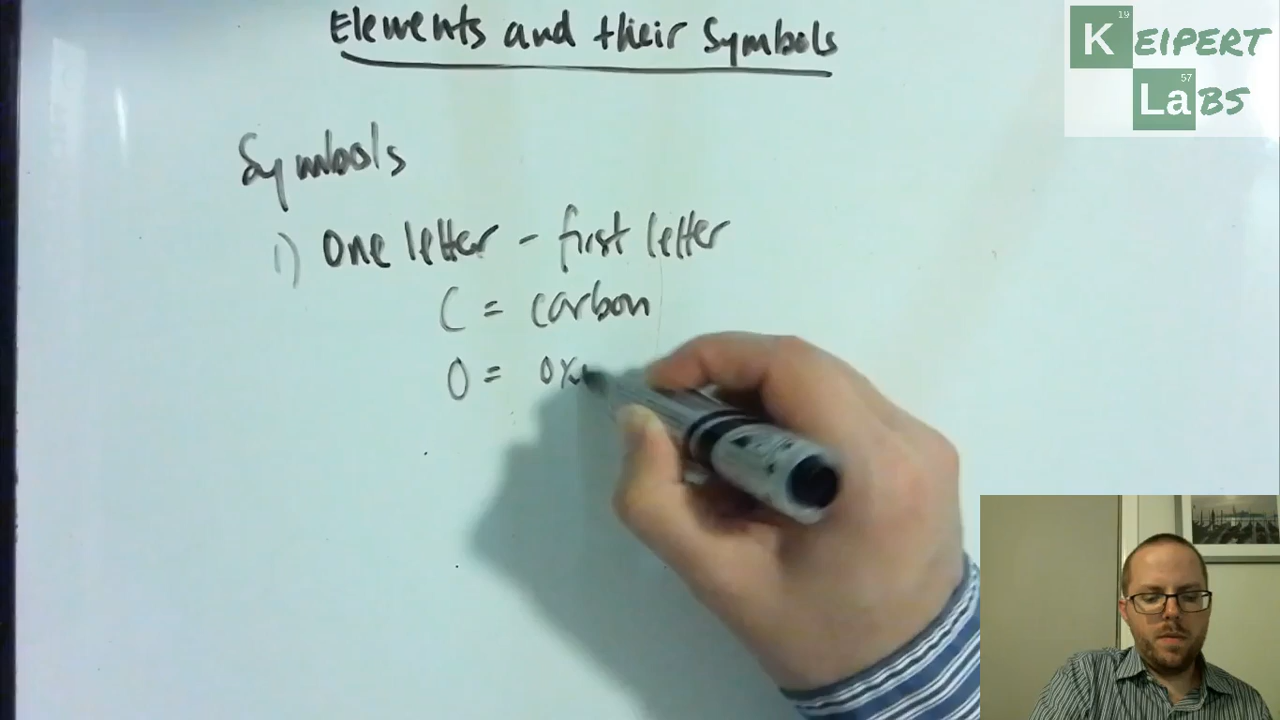 Elements and their Symbols
19
KEIPERT
57
LaBS
Symbols
1) One letter - first letter
C = carbon
O = ox